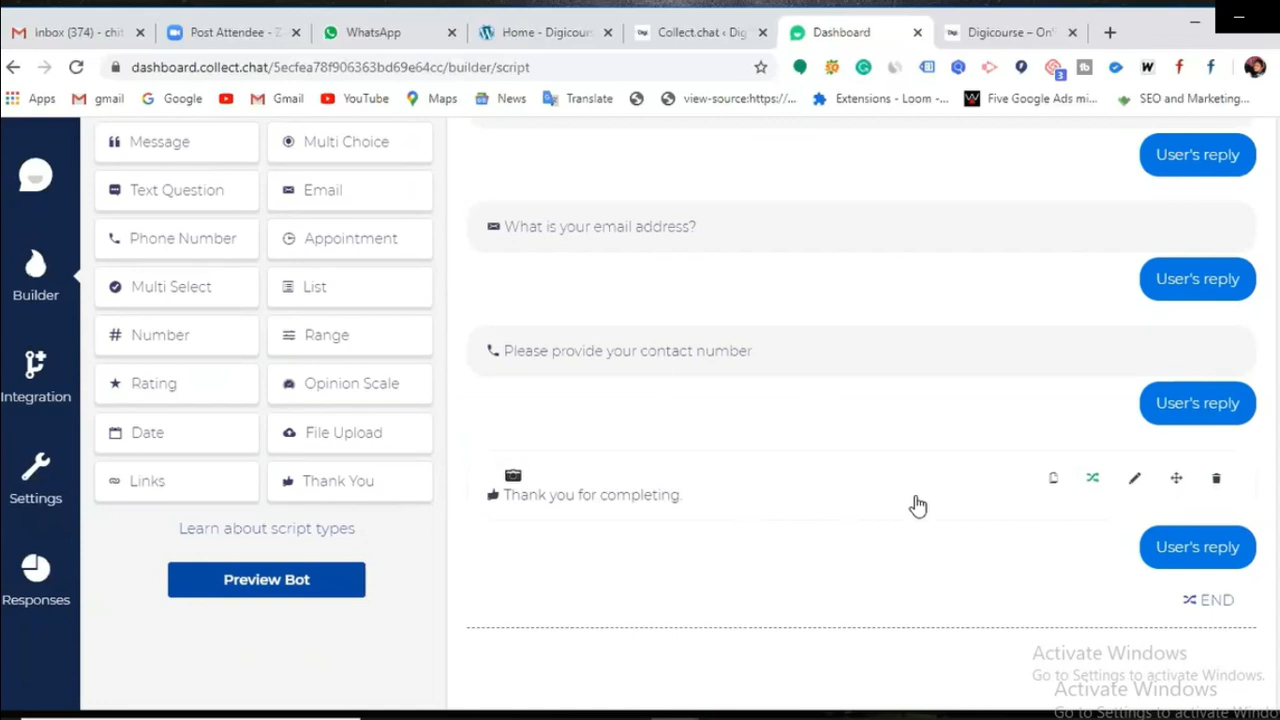 Inbox (374) - chit
Post Attendee - Z
WhatsApp
Home - Digicours
Collect.chat ‹ Dig
Dashboard
Digicourse – Onl
dashboard.collect.chat/5ecfea78f906363bd69e64cc/builder/script
3
Apps
gmail
Google
Gmail
YouTube
Maps
News
Translate
view-source:https://...
Extensions - Loom -...
Five Google Ads mi...
SEO and Marketing...
Builder
Integration
Settings
Responses
Message
Multi Choice
Text Question
Email
Phone Number
Appointment
Multi Select
List
Number
Range
Rating
Opinion Scale
Date
File Upload
Links
Thank You
Learn about script types
Preview Bot
User's reply
What is your email address?
User's reply
Please provide your contact number
User's reply
Thank you for completing.
User's reply
END
Activate Windows
Go to Settings to activate Windows.
Activate Windows
Go to Settings to activate Windo